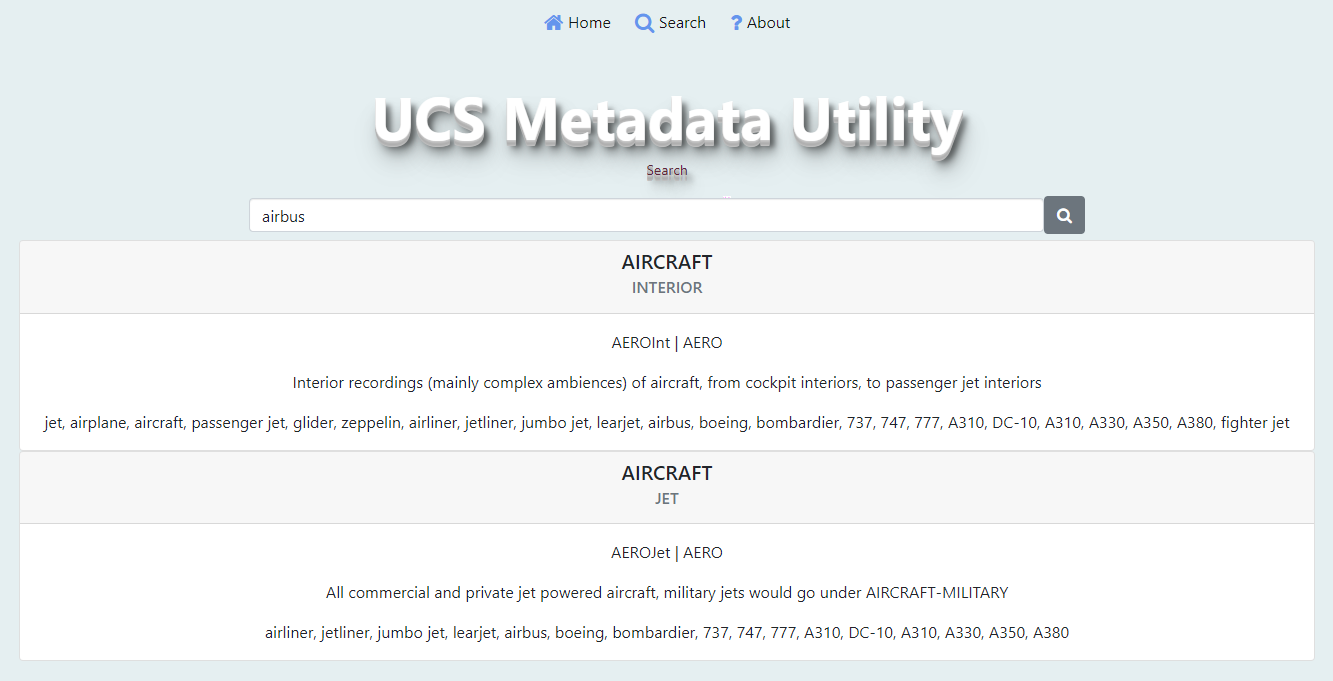 Home Search About
UCS Metadata Utility
Search
airbus
AIRCRAFT
INTERIOR
AEROInt | AERO
Interior recordings (mainly complex ambiences) of aircraft, from cockpit interiors, to passenger jet interiors
jet, airplane, aircraft, passenger jet, glider, zeppelin, airliner, jetliner, jumbo jet, learjet, airbus, boeing, bombardier, 737, 747, 777, A310, DC-10, A310, A330, A350, A380, fighter jet
AIRCRAFT
JET
AEROJet | AERO
All commercial and private jet powered aircraft, military jets would go under AIRCRAFT-MILITARY
airliner, jetliner, jumbo jet, learjet, airbus, boeing, bombardier, 737, 747, 777, A310, DC-10, A310, A330, A350, A380